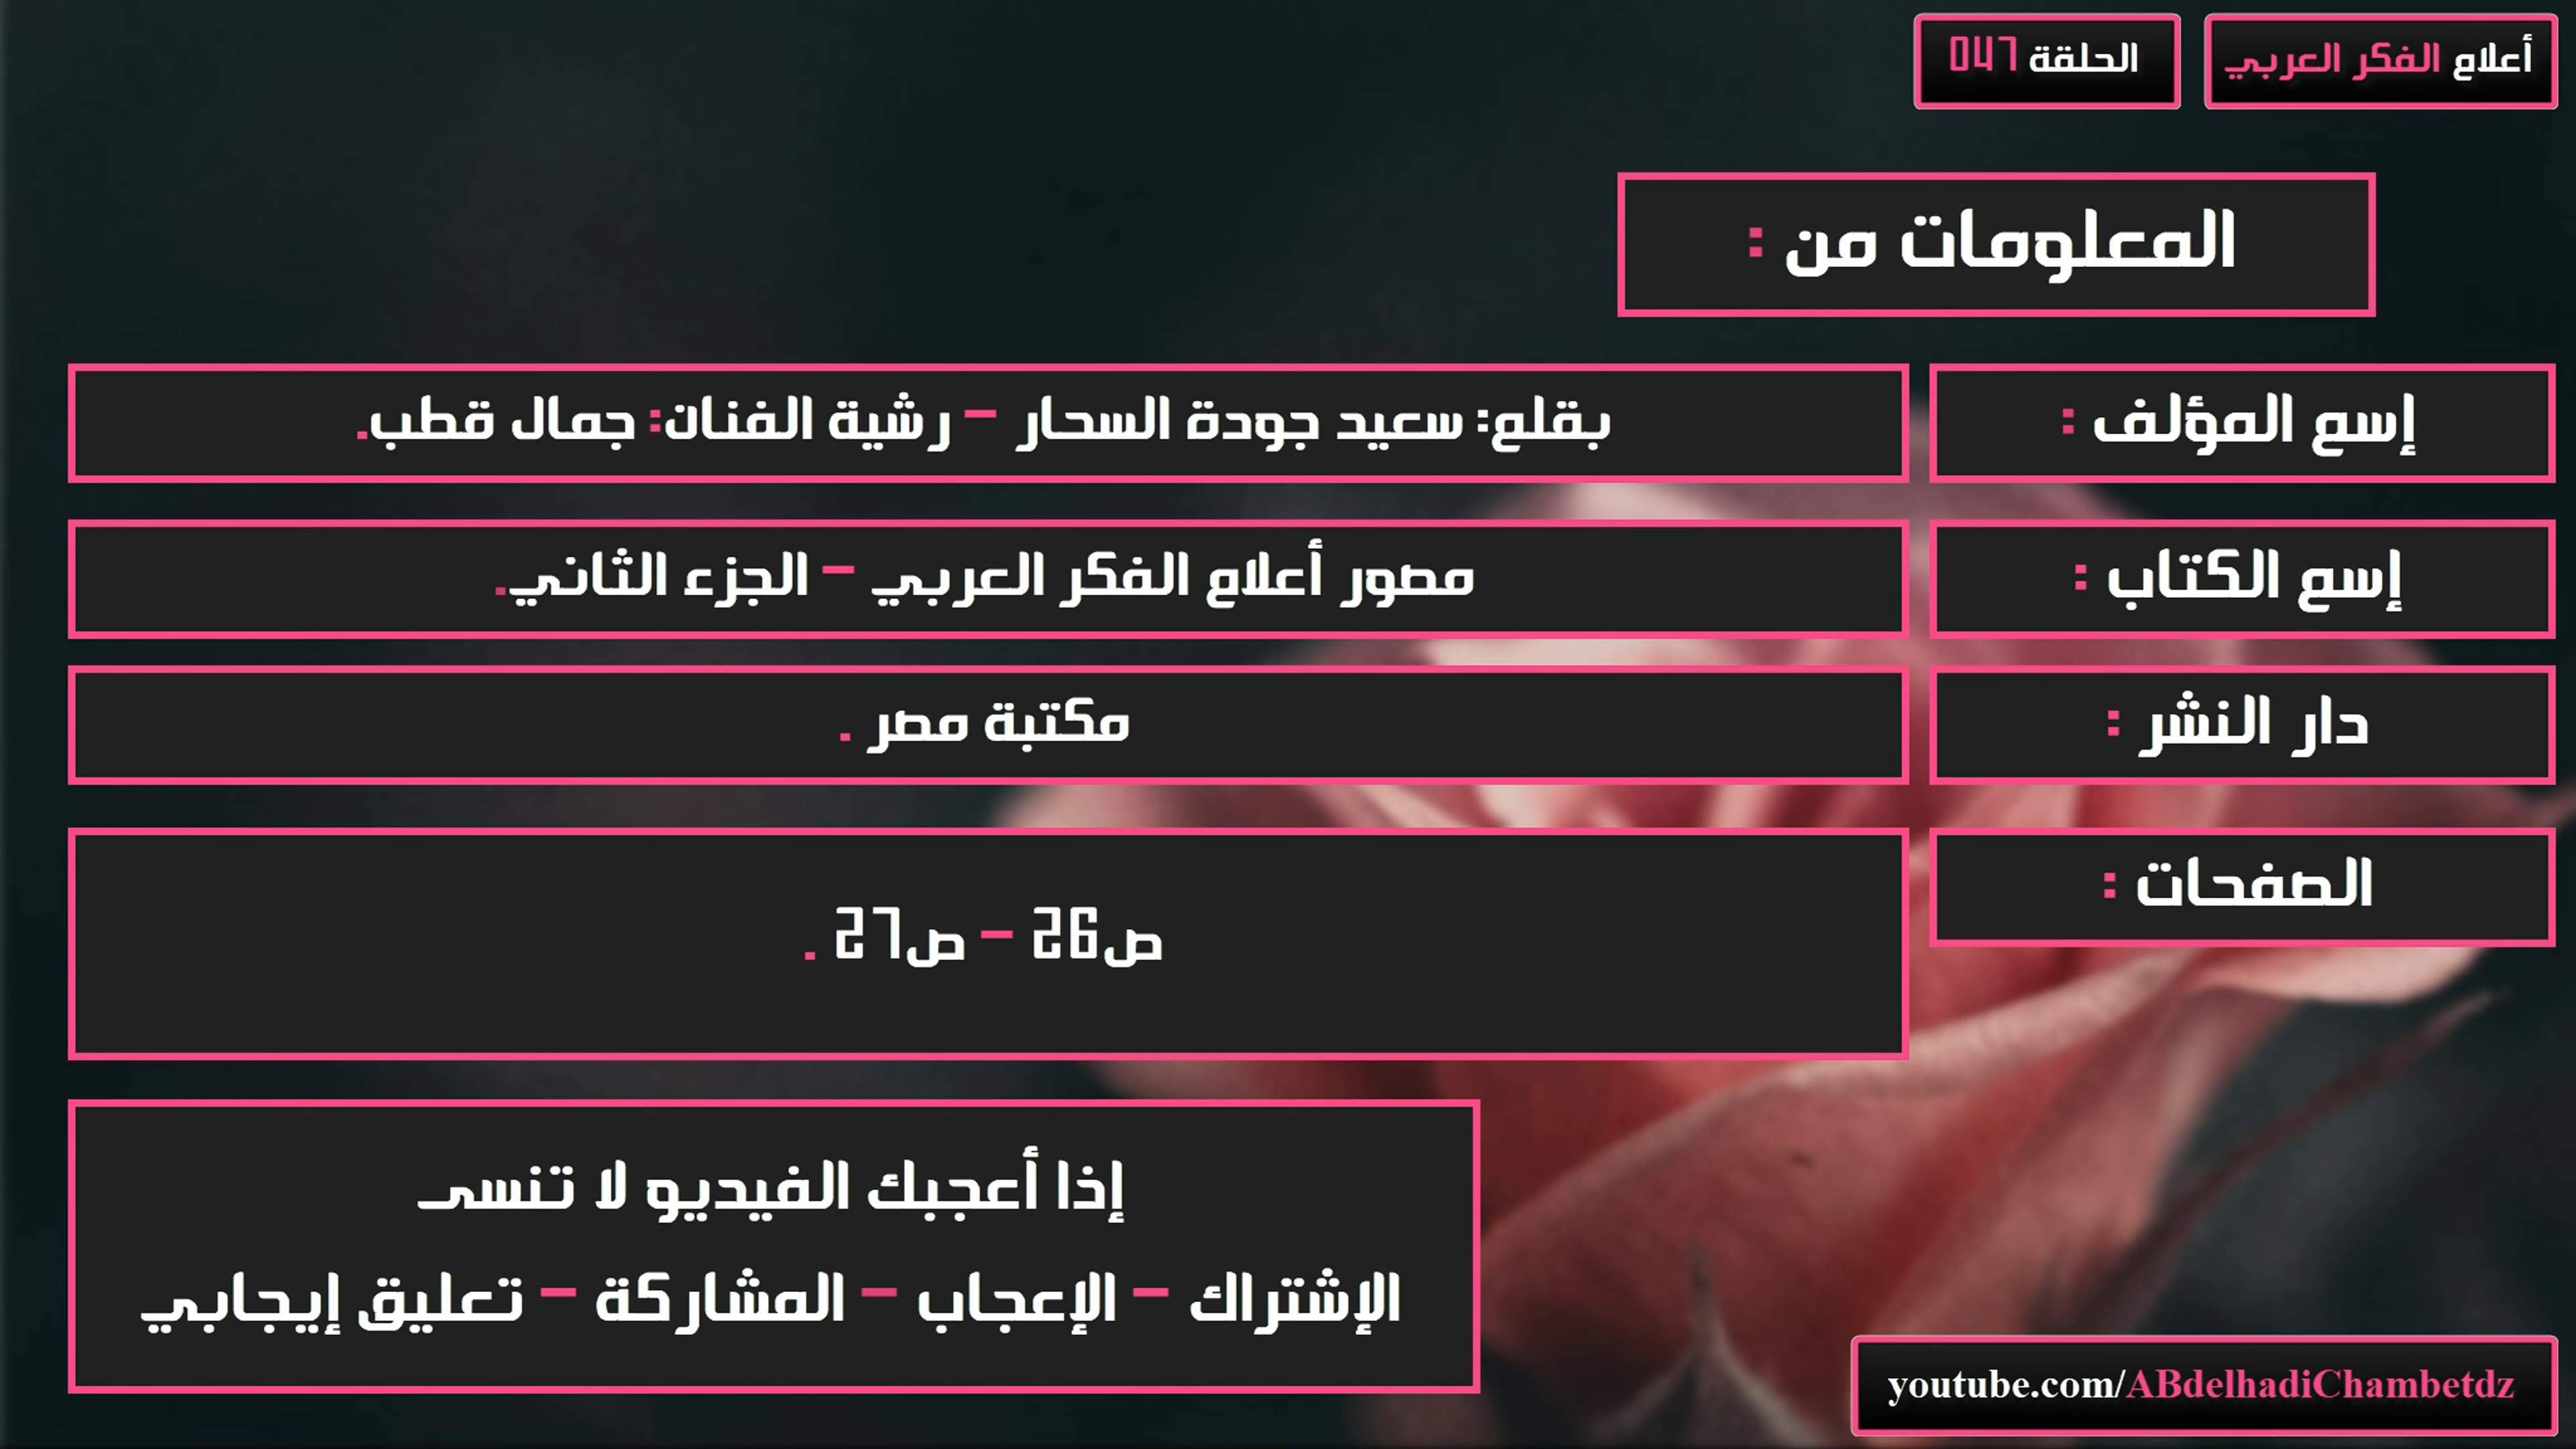 أعلام الفكر العربي
الحلقة 047
المعلومات من :
إسم المؤلف :
بقلم: سعيد جودة السحار – رشية الفنان: جمال قطب.
إسم الكتاب :
مصور أعلام الفكر العربي – الجزء الثاني.
دار النشر :
مكتبة مصر .
الصفحات :
ص26 – ص27 .
إذا أعجبك الفيديو لا تنسى
الإشتراك – الإعجاب – المشاركة – تعليق إيجابي
youtube.com/ABdelhadiChambetdz